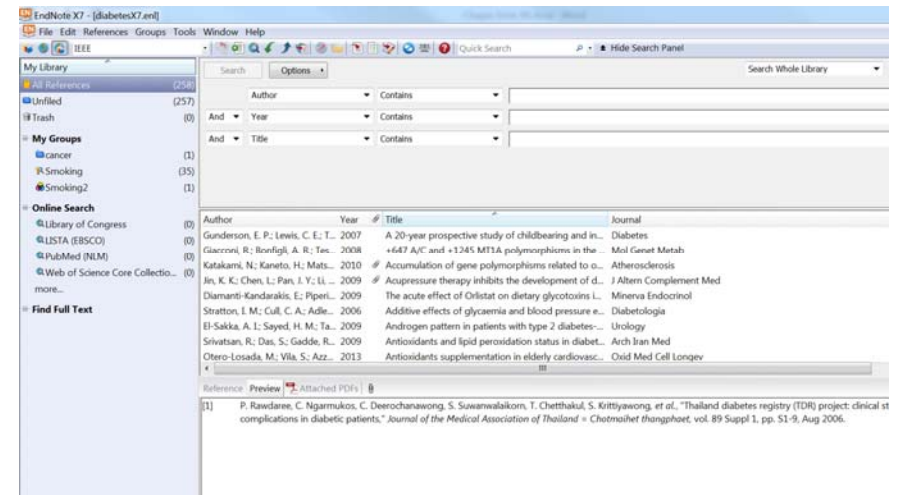 EndNote X7 - [diabetesX7.enl]
File Edit References Groups Tools Window Help
IEEE Quick Search Hide Search Panel
My Library
All References (258)
Unfiled (257)
Trash (0)
My Groups
cancer (1)
Smoking (35)
Smoking2 (1)
Online Search
Library of Congress (0)
LISTA (EBSCO) (0)
PubMed (NLM) (0)
Web of Science Core Collectio... (0)
more...
Find Full Text
Search Options Search Whole Library
Author Contains
And Year Contains
And Title Contains
Author Year Title Journal
Gunderson, E. P.; Lewis, C. E.; T... 2007 A 20-year prospective study of childbearing and in... Diabetes
Giacconi, R.; Bonfigli, A. R.; Tes... 2008 +647 A/C and +1245 MT1A polymorphisms in the ... Mol Genet Metab
Katakami, N.; Kaneto, H.; Mats... 2010 Accumulation of gene polymorphisms related to o... Atherosclerosis
Jin, K. K.; Chen, L.; Pan, J. Y.; Li, ... 2009 Acupressure therapy inhibits the development of d... J Altern Complement Med
Diamanti-Kandarakis, E.; Piperi... 2009 The acute effect of Orlistat on dietary glycotoxins i... Minerva Endocrinol
Stratton, I. M.; Cull, C. A.; Adle... 2006 Additive effects of glycaemia and blood pressure e... Diabetologia
El-Sakka, A. I.; Sayed, H. M.; Ta... 2009 Androgen pattern in patients with type 2 diabetes-... Urology
Srivatsan, R.; Das, S.; Gadde, R... 2009 Antioxidants and lipid peroxidation status in diabet... Arch Iran Med
Otero-Losada, M.; Vila, S.; Azz... 2013 Antioxidants supplementation in elderly cardiovasc... Oxid Med Cell Longev
Reference Preview Attached PDFs
[1] P. Rawdaree, C. Ngarmukos, C. Deerochanawong, S. Suwanwalaikorn, T. Chetthakul, S. Krittiyawong, et al., "Thailand diabetes registry (TDR) project: clinical st
complications in diabetic patients," Journal of the Medical Association of Thailand = Chotmaihet thangphaet, vol. 89 Suppl 1, pp. S1-9, Aug 2006.